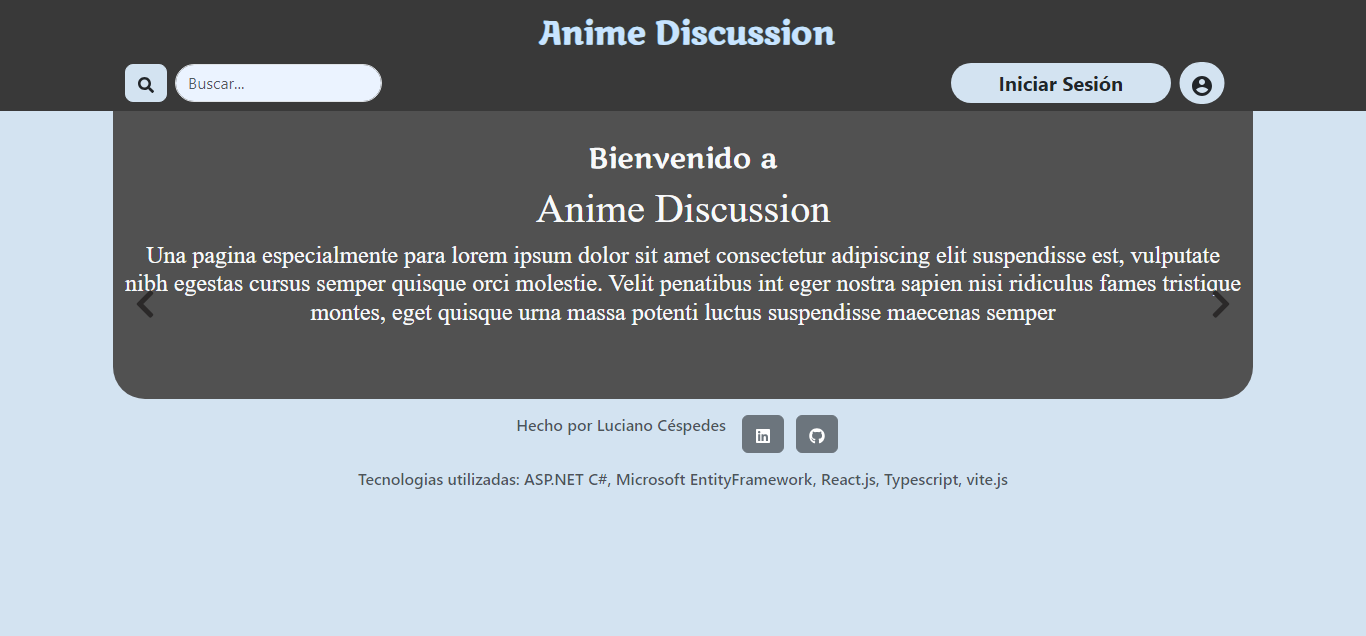 Anime Discussion
Buscar...
Iniciar Sesión
Bienvenido a
Anime Discussion
Una pagina especialmente para lorem ipsum dolor sit amet consectetur adipiscing elit suspendisse est, vulputate
nibh egestas cursus semper quisque orci molestie. Velit penatibus int eger nostra sapien nisi ridiculus fames tristique
montes, eget quisque urna massa potenti luctus suspendisse maecenas semper
Hecho por Luciano Céspedes
Tecnologias utilizadas: ASP.NET C#, Microsoft EntityFramework, React.js, Typescript, vite.js